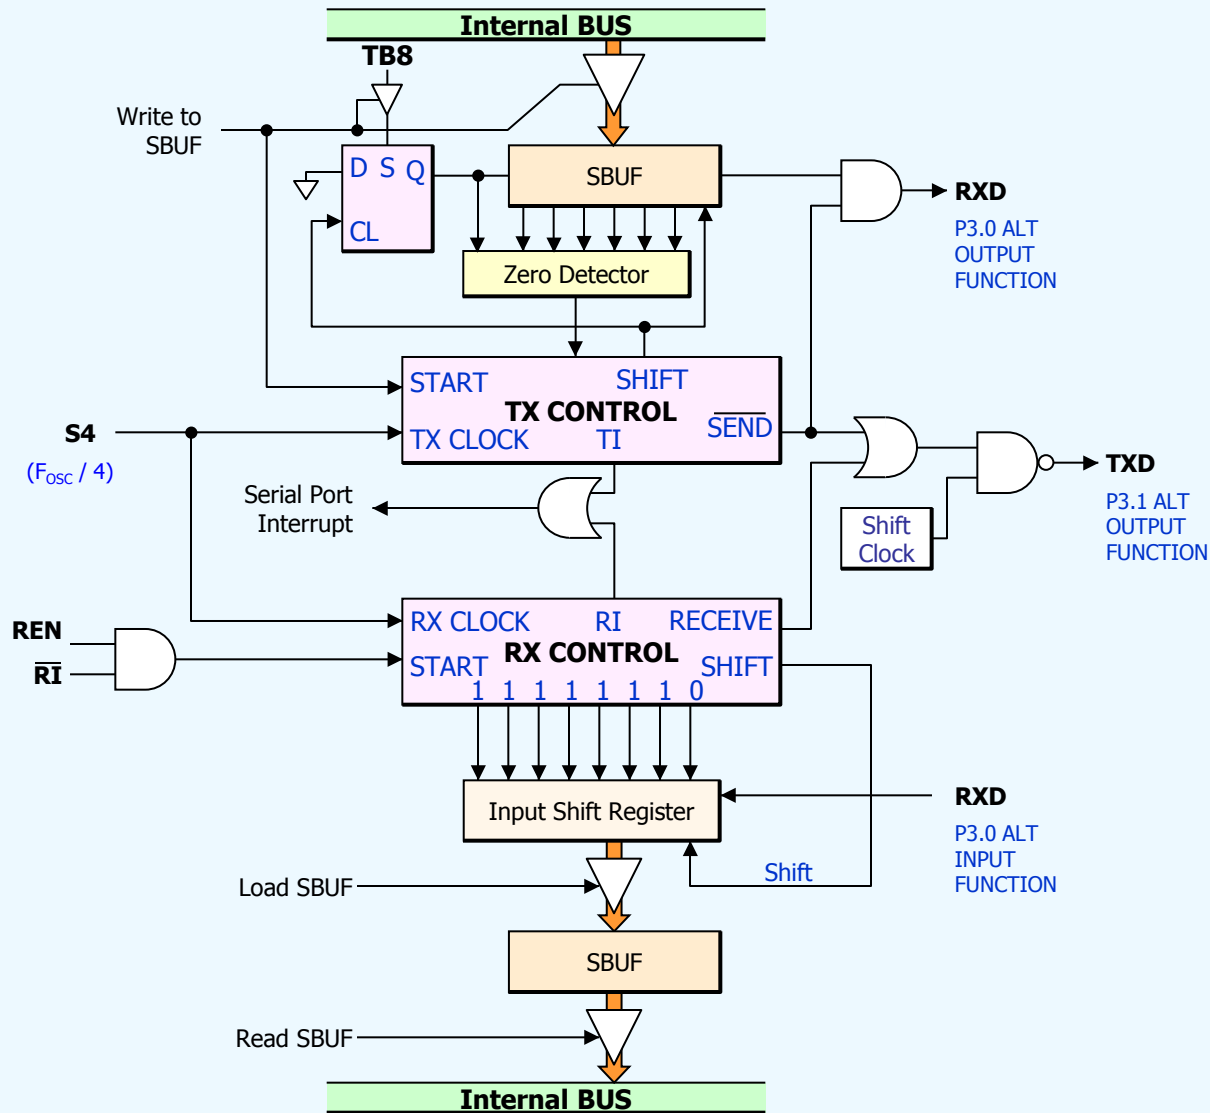 Internal BUS
TB8
Write to
SBUF
D S Q
CL
SBUF
RXD
P3.0 ALT
OUTPUT
FUNCTION
Zero Detector
START
SHIFT
TX CONTROL
TX CLOCK
TI
SEND
S4
(FOSC / 4)
Serial Port
Interrupt
TXD
P3.1 ALT
OUTPUT
FUNCTION
Shift
Clock
RX CLOCK
RI
RECEIVE
REN
RI
RX CONTROL
START
SHIFT
1 1 1 1 1 1 1 0
Input Shift Register
RXD
P3.0 ALT
INPUT
FUNCTION
Shift
Load SBUF
SBUF
Read SBUF
Internal BUS